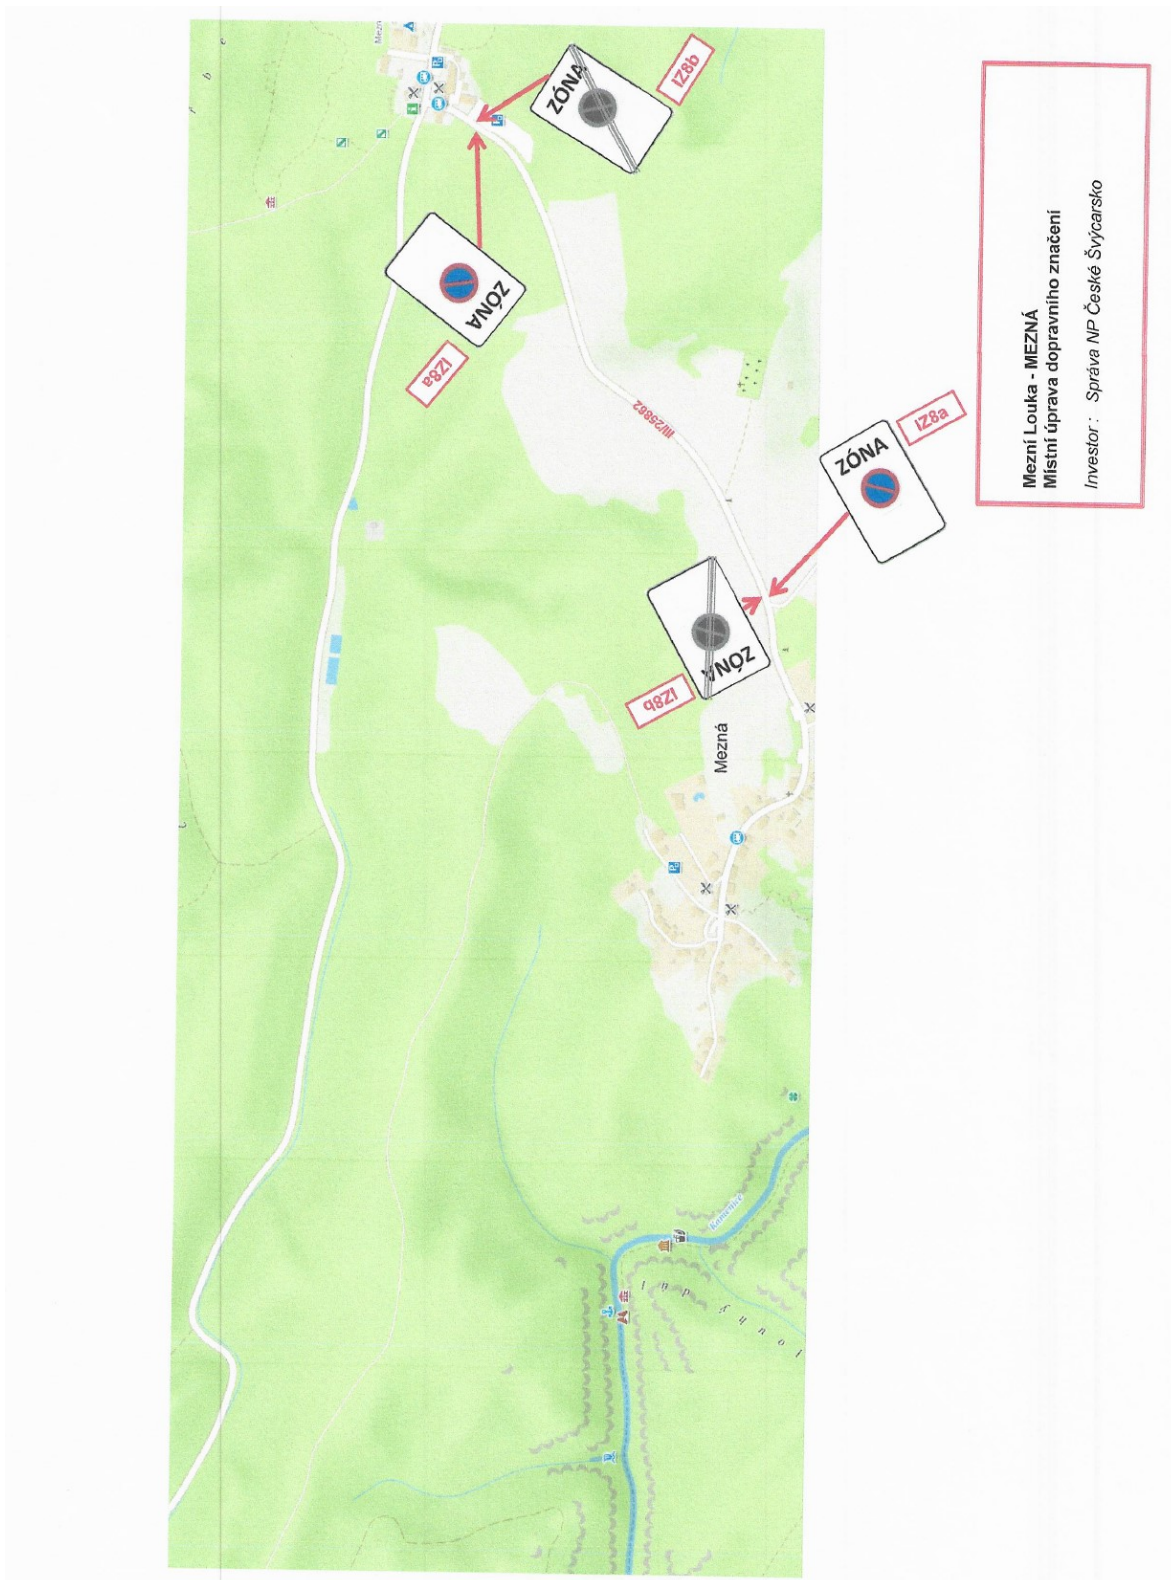 Mezní Louka - MEZNÁ
Místní úprava dopravního značení
Investor : Správa NP České Švýcarsko
IZ8b
ZÓNA
IZ8a
ZÓNA
III/25862
IZ8a
ZÓNA
IZ8b
ZÓNA
Mezná
Kamenice